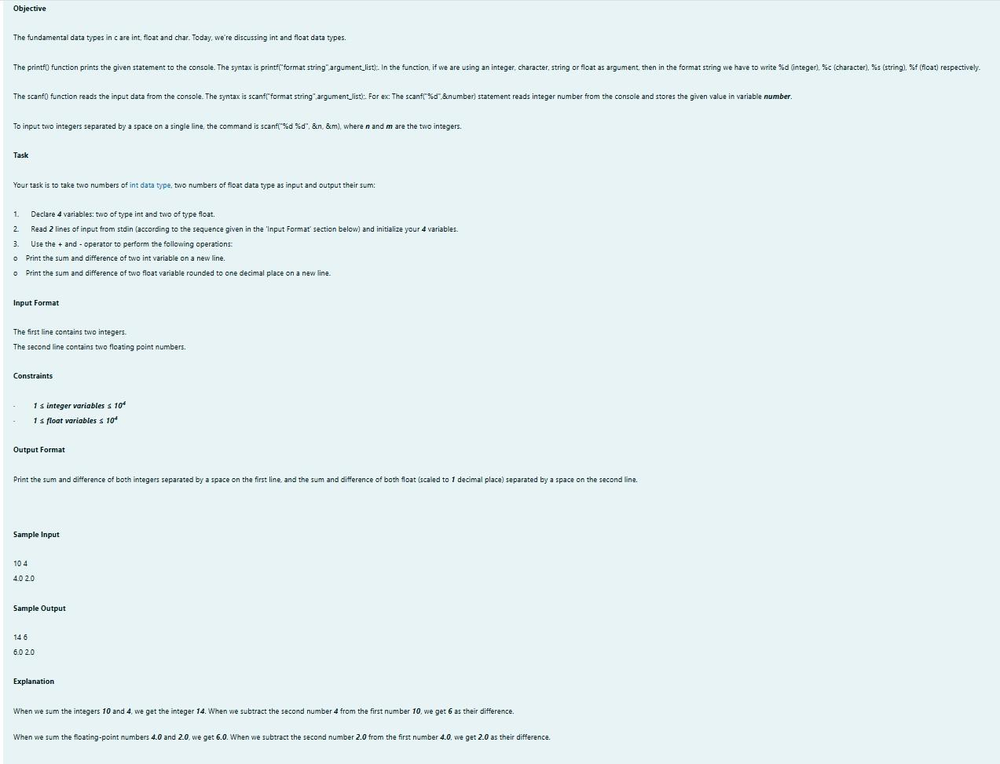 Objective
The fundamental data types in c are int, float and char. Today, we're discussing int and float data types.
The printf() function prints the given statement to the console. The syntax is printf("format string",argument_list);. In the function, if we are using an integer, character, string or float as argument, then in the format string we have to write %d (integer), %c (character), %s (string), %f (float) respectively.
The scanf() function reads the input data from the console. The syntax is scanf("format string",argument_list);. For ex: The scanf("%d",&number) statement reads integer number from the console and stores the given value in variable number.
To input two integers separated by a space on a single line, the command is scanf("%d %d", &n, &m), where n and m are the two integers.
Task
Your task is to take two numbers of int data type, two numbers of float data type as input and output their sum:
1. Declare 4 variables: two of type int and two of type float.
2. Read 2 lines of input from stdin (according to the sequence given in the 'Input Format' section below) and initialize your 4 variables.
3. Use the + and - operator to perform the following operations:
o Print the sum and difference of two int variable on a new line.
o Print the sum and difference of two float variable rounded to one decimal place on a new line.
Input Format
The first line contains two integers.
The second line contains two floating point numbers.
Constraints
· 1 ≤ integer variables ≤ 10⁴
· 1 ≤ float variables ≤ 10⁴
Output Format
Print the sum and difference of both integers separated by a space on the first line, and the sum and difference of both float (scaled to 1 decimal place) separated by a space on the second line.
Sample Input
10 4
4.0 2.0
Sample Output
14 6
6.0 2.0
Explanation
When we sum the integers 10 and 4, we get the integer 14. When we subtract the second number 4 from the first number 10, we get 6 as their difference.
When we sum the floating-point numbers 4.0 and 2.0, we get 6.0. When we subtract the second number 2.0 from the first number 4.0, we get 2.0 as their difference.